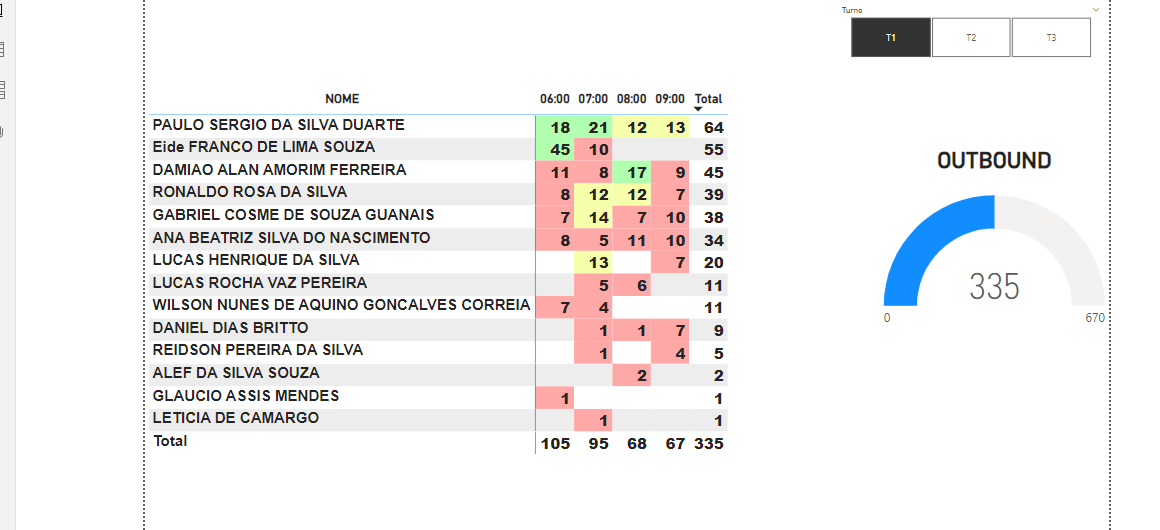 Turno
T1 T2 T3
NOME 06:00 07:00 08:00 09:00 Total
PAULO SERGIO DA SILVA DUARTE 18 21 12 13 64
Eide FRANCO DE LIMA SOUZA 45 10 55
DAMIAO ALAN AMORIM FERREIRA 11 8 17 9 45
RONALDO ROSA DA SILVA 8 12 12 7 39
GABRIEL COSME DE SOUZA GUANAIS 7 14 7 10 38
ANA BEATRIZ SILVA DO NASCIMENTO 8 5 11 10 34
LUCAS HENRIQUE DA SILVA 13 7 20
LUCAS ROCHA VAZ PEREIRA 5 6 11
WILSON NUNES DE AQUINO GONCALVES CORREIA 7 4 11
DANIEL DIAS BRITTO 1 1 7 9
REIDSON PEREIRA DA SILVA 1 4 5
ALEF DA SILVA SOUZA 2 2
GLAUCIO ASSIS MENDES 1 1
LETICIA DE CAMARGO 1 1
Total 105 95 68 67 335
OUTBOUND
335
0 670